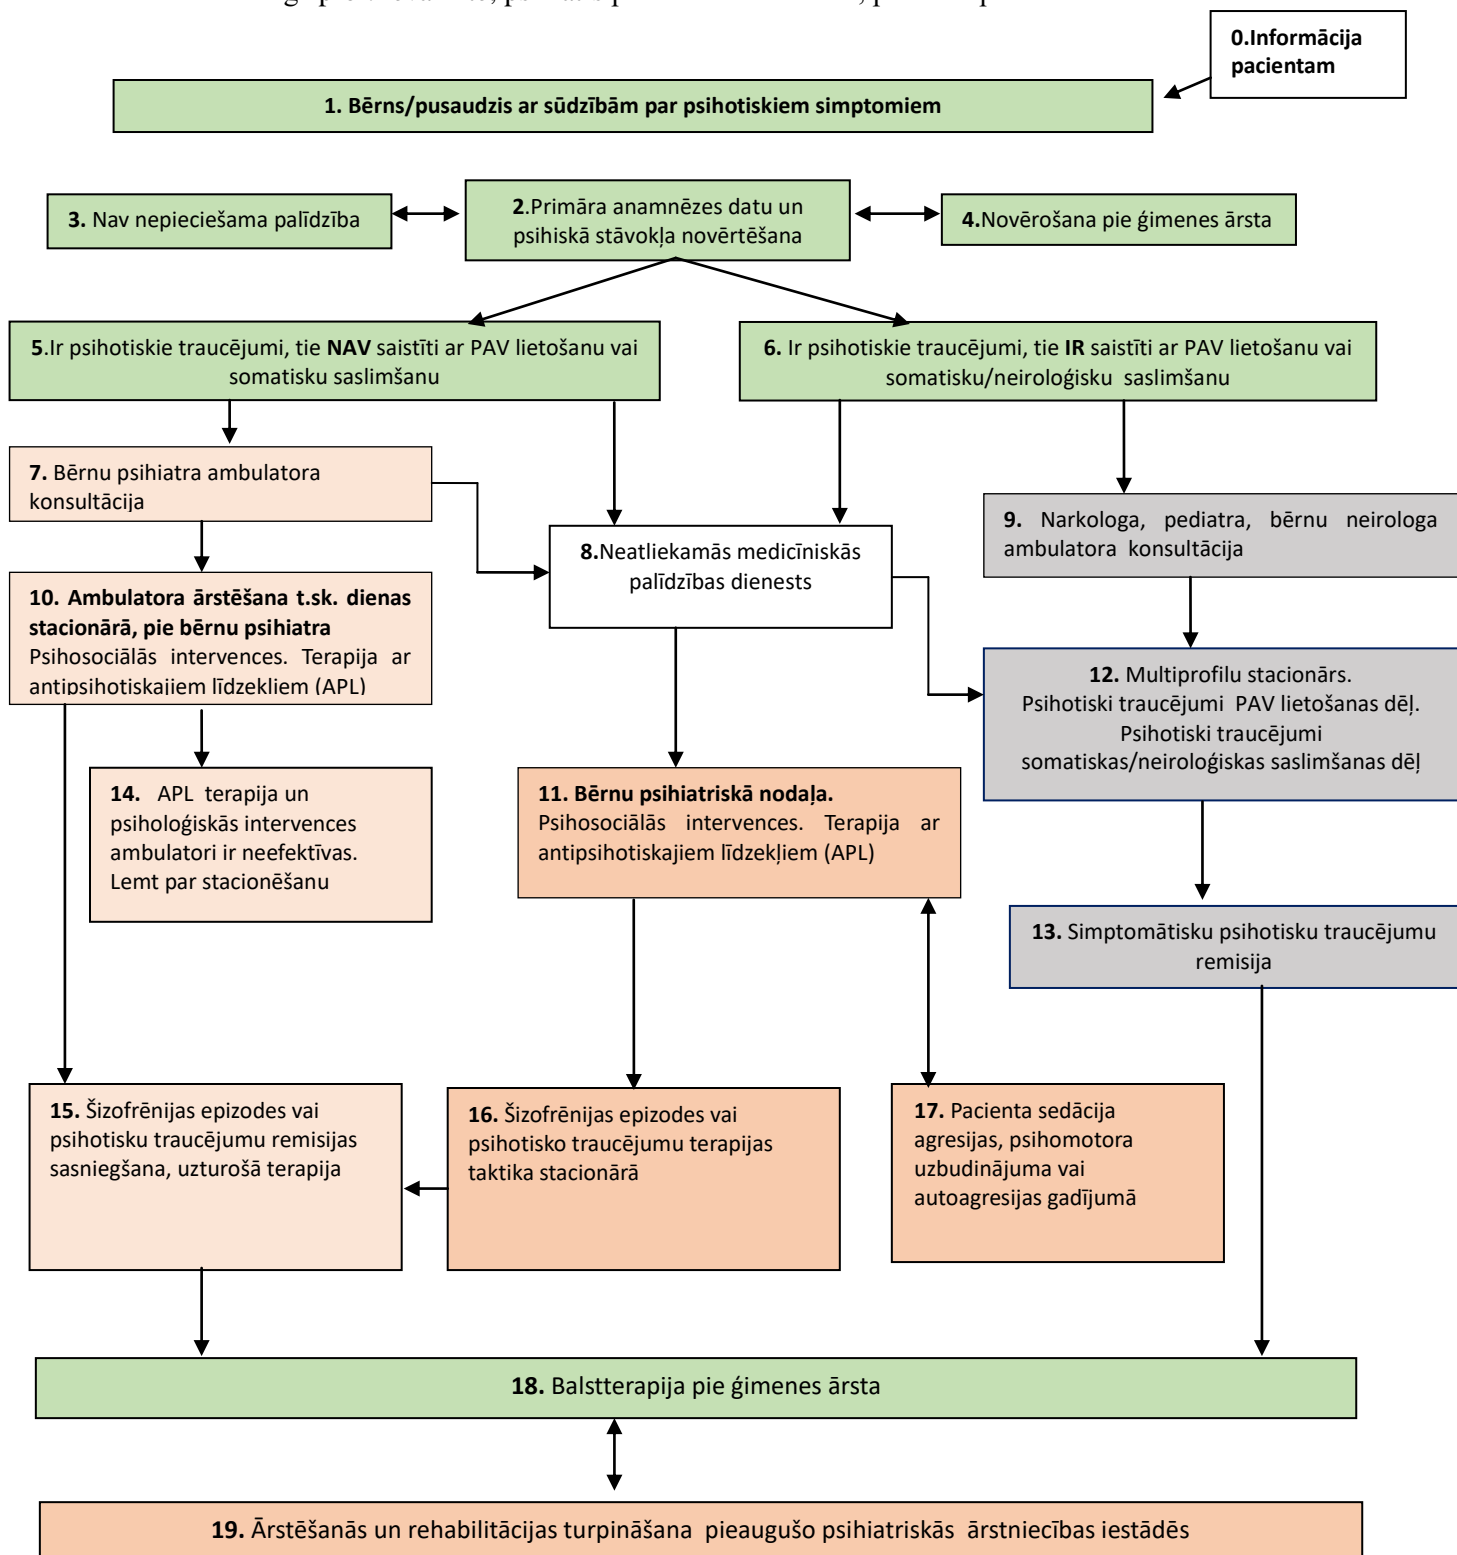 0.Informācija
pacientam
1. Bērns/pusaudzis ar sūdzībām par psihotiskiem simptomiem
3. Nav nepieciešama palīdzība
2.Primāra anamnēzes datu un
psihiskā stāvokļa novērtēšana
4.Novērošana pie ģimenes ārsta
5.Ir psihotiskie traucējumi, tie NAV saistīti ar PAV lietošanu vai
somatisku saslimšanu
6. Ir psihotiskie traucējumi, tie IR saistīti ar PAV lietošanu vai
somatisku/neiroloģisku saslimšanu
7. Bērnu psihiatra ambulatora
konsultācija
8.Neatliekamās medicīniskās
palīdzības dienests
9. Narkologa, pediatra, bērnu neirologa
ambulatora konsultācija
10. Ambulatora ārstēšana t.sk. dienas
stacionārā, pie bērnu psihiatra
Psihosociālās intervences. Terapija ar
antipsihotiskajiem līdzekļiem (APL)
12. Multiprofilu stacionārs.
Psihotiski traucējumi PAV lietošanas dēļ.
Psihotiski traucējumi
somatiskas/neiroloģiskas saslimšanas dēļ
14. APL terapija un
psiholoģiskās intervences
ambulatori ir neefektīvas.
Lemt par stacionēšanu
11. Bērnu psihiatriskā nodaļa.
Psihosociālās intervences. Terapija ar
antipsihotiskajiem līdzekļiem (APL)
13. Simptomātisku psihotisku traucējumu
remisija
15. Šizofrēnijas epizodes vai
psihotisku traucējumu remisijas
sasniegšana, uzturošā terapija
16. Šizofrēnijas epizodes vai
psihotisko traucējumu terapijas
taktika stacionārā
17. Pacienta sedācija
agresijas, psihomotora
uzbudinājuma vai
autoagresijas gadījumā
18. Balstterapija pie ģimenes ārsta
19. Ārstēšanās un rehabilitācijas turpināšana pieaugušo psihiatriskās ārstniecības iestādēs